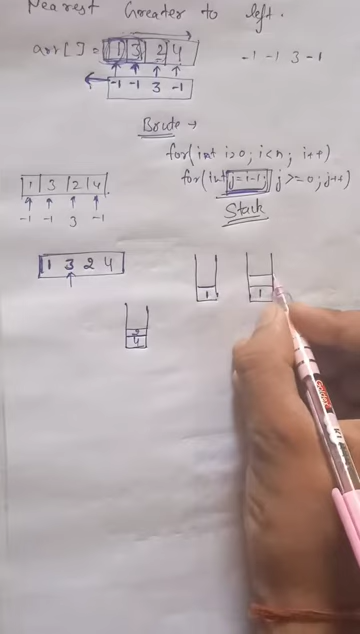 Nearest Greater to left.
arr[] = 1 3 2 4
-1 -1 3 -1
-1 -1 3 -1
Brute →
for(int i=0; i<n; i++)
for(int j=i-1; j>=0; j++)
1 3 2 4
-1 -1 3 -1
Stack
1 3 2 4
1
1
2
4